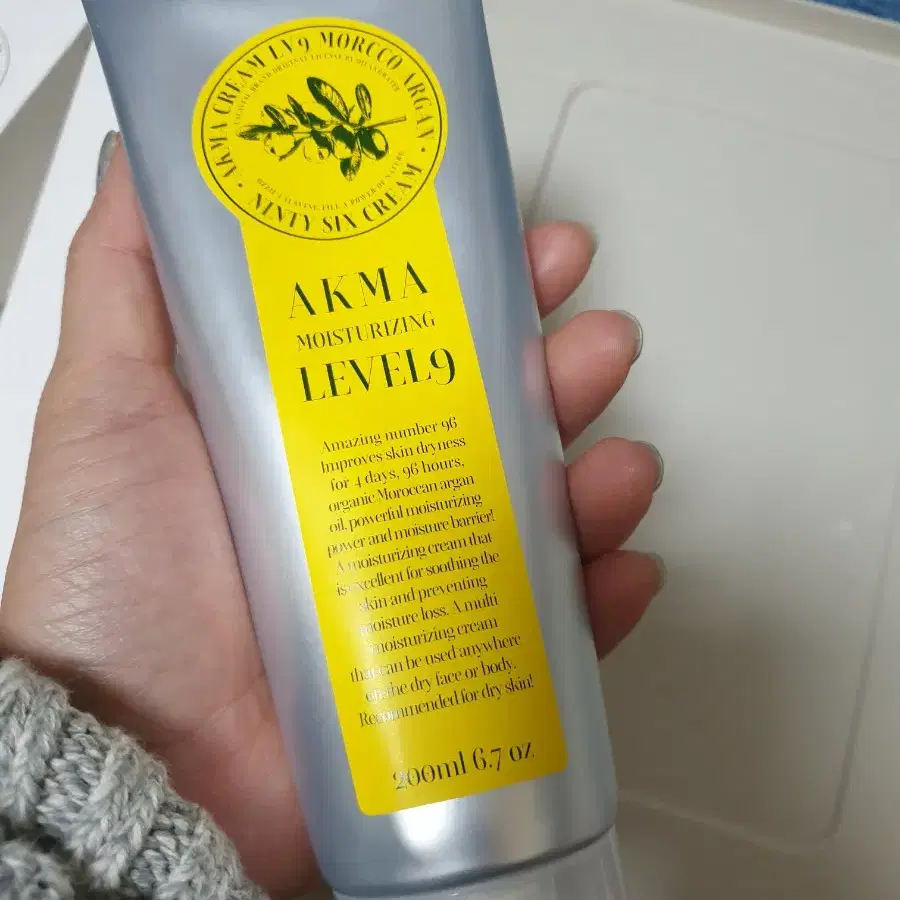 AKMA CREAM LV9 MORCCO ARGAN
NINTY SIX CREAM
AKMA
MOISTURIZING
LEVEL9
Amazing number 96
Improves skin dryness
for 4 days, 96 hours,
organic Moroccan argan
oil, powerful moisturizing
power and moisture barrier!
A moisturizing cream that
is excellent for soothing the
skin and preventing
moisture loss. A multi
moisturizing cream
that can be used anywhere
on the dry face or body.
Recommended for dry skin!
200ml 6.7 oz